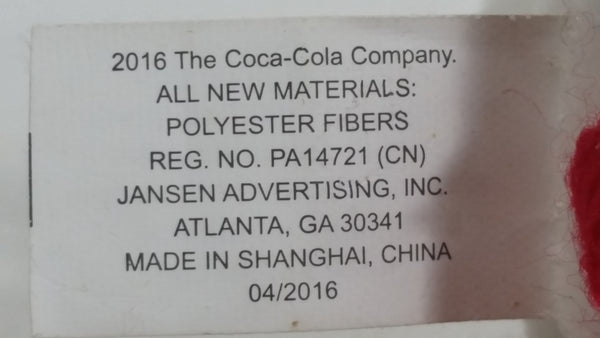 2016 The Coca-Cola Company.
ALL NEW MATERIALS:
POLYESTER FIBERS
REG. NO. PA14721 (CN)
JANSEN ADVERTISING, INC.
ATLANTA, GA 30341
MADE IN SHANGHAI, CHINA
04/2016